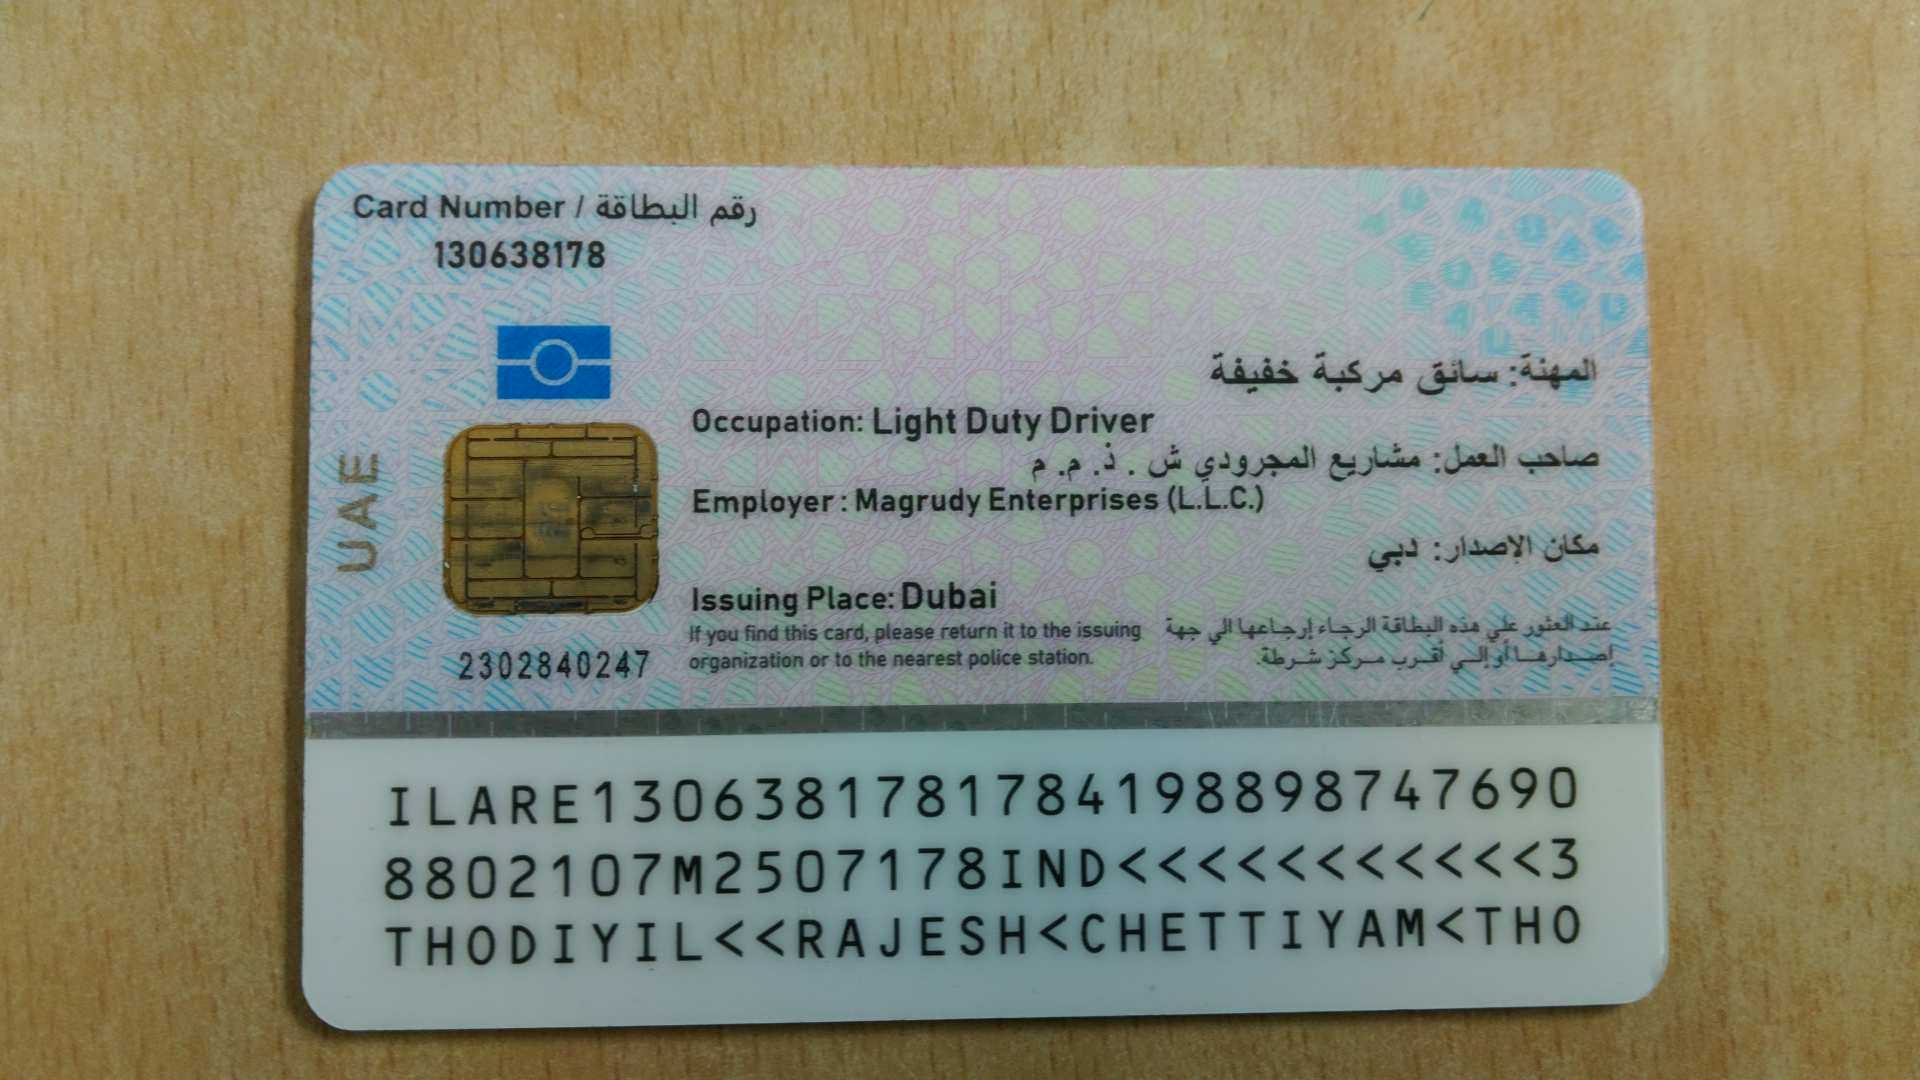 Card Number / رقم البطاقة
130638178
المهنة: سائق مركبة خفيفة
Occupation: Light Duty Driver
صاحب العمل: مشاريع المجرودي ش . ذ. م. م
Employer : Magrudy Enterprises (L.L.C.)
مكان الإصدار: دبي
Issuing Place: Dubai
If you find this card, please return it to the issuing
organization or to the nearest police station.
عند العثور علي هذه البطاقة الرجاء إرجاعها الي جهة
إصدارها أو إلي أقرب مركز شرطة.
UAE
2302840247
ILARE1306381781784198898747690
8802107M2507178IND<<<<<<<<<<<3
THODIYIL<<RAJESH<CHETTIYAM<THO